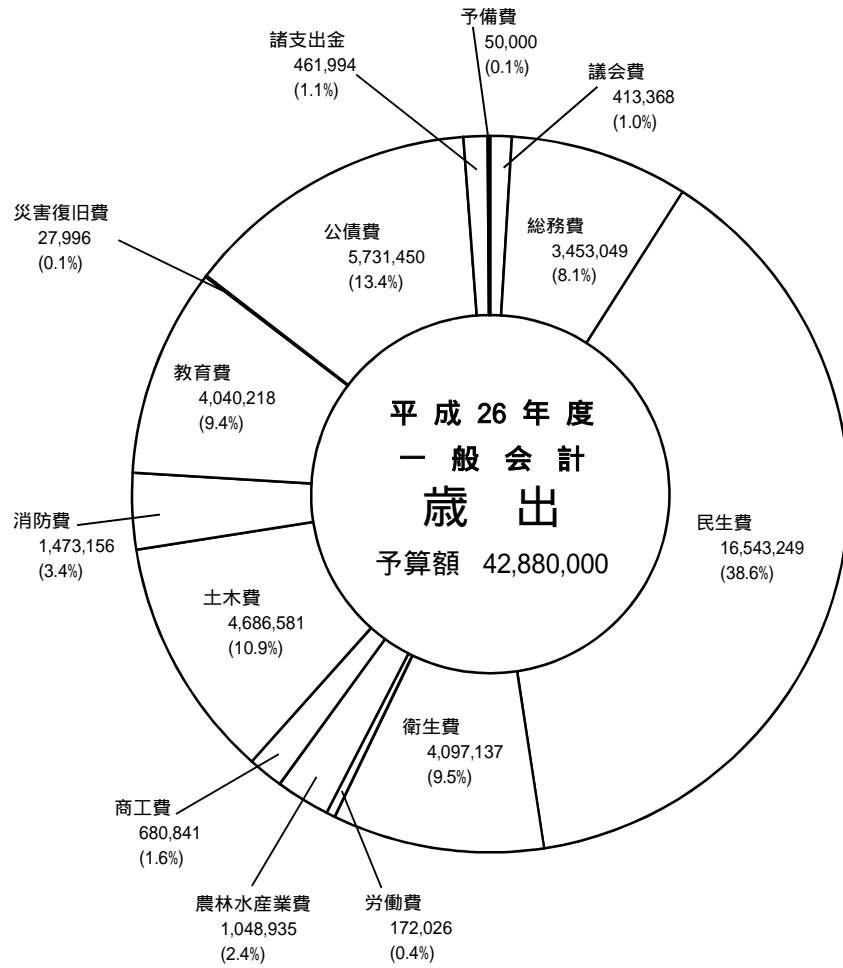 予備費
50,000
(0.1%)
議会費
413,368
(1.0%)
総務費
3,453,049
(8.1%)
民生費
16,543,249
(38.6%)
衛生費
4,097,137
(9.5%)
労働費
172,026
(0.4%)
農林水産業費
1,048,935
(2.4%)
商工費
680,841
(1.6%)
土木費
4,686,581
(10.9%)
消防費
1,473,156
(3.4%)
教育費
4,040,218
(9.4%)
災害復旧費
27,996
(0.1%)
公債費
5,731,450
(13.4%)
諸支出金
461,994
(1.1%)
平成26年度
一般会計
歳出
予算額 42,880,000